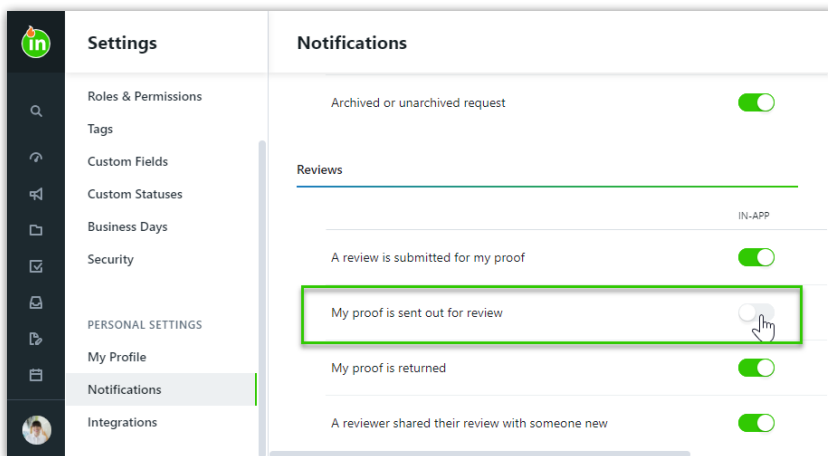 in
Settings
Notifications
Roles & Permissions
Tags
Custom Fields
Custom Statuses
Business Days
Security
PERSONAL SETTINGS
My Profile
Notifications
Integrations
Archived or unarchived request
Reviews
IN-APP
A review is submitted for my proof
My proof is sent out for review
My proof is returned
A reviewer shared their review with someone new